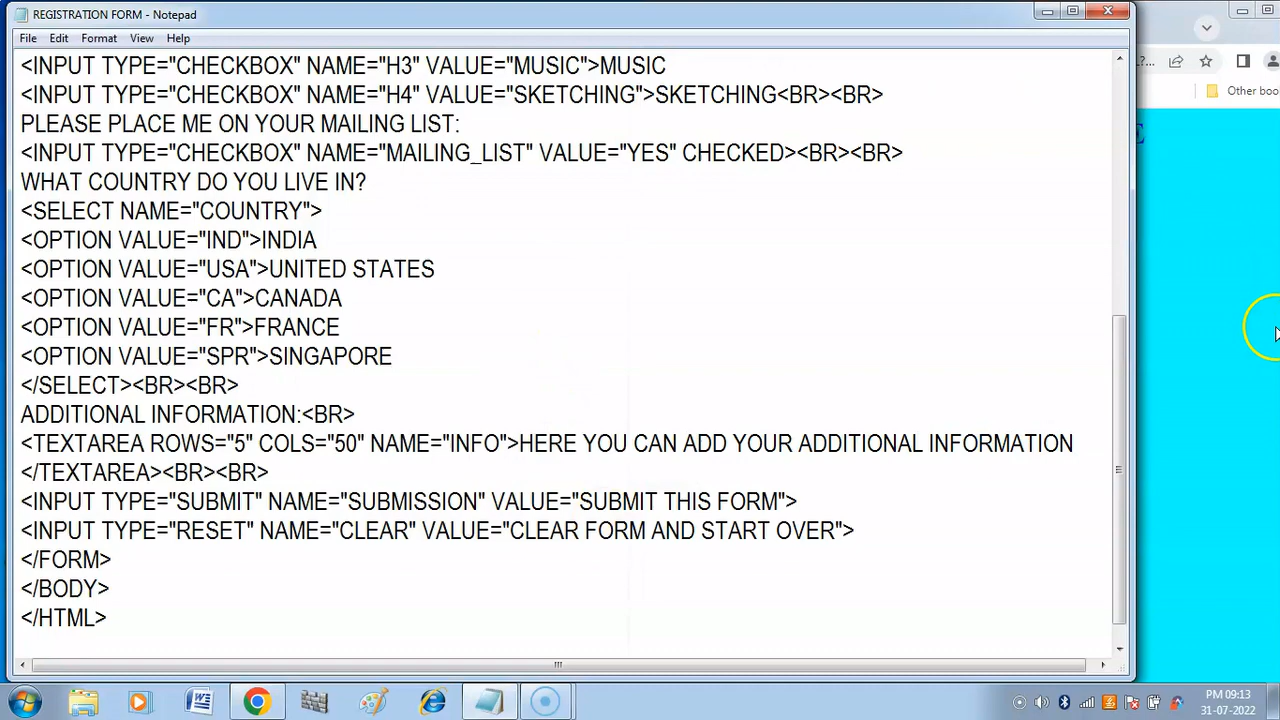 REGISTRATION FORM - Notepad
File Edit Format View Help
<INPUT TYPE="CHECKBOX" NAME="H3" VALUE="MUSIC">MUSIC
<INPUT TYPE="CHECKBOX" NAME="H4" VALUE="SKETCHING">SKETCHING<BR><BR>
PLEASE PLACE ME ON YOUR MAILING LIST:
<INPUT TYPE="CHECKBOX" NAME="MAILING_LIST" VALUE="YES" CHECKED><BR><BR>
WHAT COUNTRY DO YOU LIVE IN?
<SELECT NAME="COUNTRY">
<OPTION VALUE="IND">INDIA
<OPTION VALUE="USA">UNITED STATES
<OPTION VALUE="CA">CANADA
<OPTION VALUE="FR">FRANCE
<OPTION VALUE="SPR">SINGAPORE
</SELECT><BR><BR>
ADDITIONAL INFORMATION:<BR>
<TEXTAREA ROWS="5" COLS="50" NAME="INFO">HERE YOU CAN ADD YOUR ADDITIONAL INFORMATION
</TEXTAREA><BR><BR>
<INPUT TYPE="SUBMIT" NAME="SUBMISSION" VALUE="SUBMIT THIS FORM">
<INPUT TYPE="RESET" NAME="CLEAR" VALUE="CLEAR FORM AND START OVER">
</FORM>
</BODY>
</HTML>
L?...
Other boo
E
PM 09:13
31-07-2022